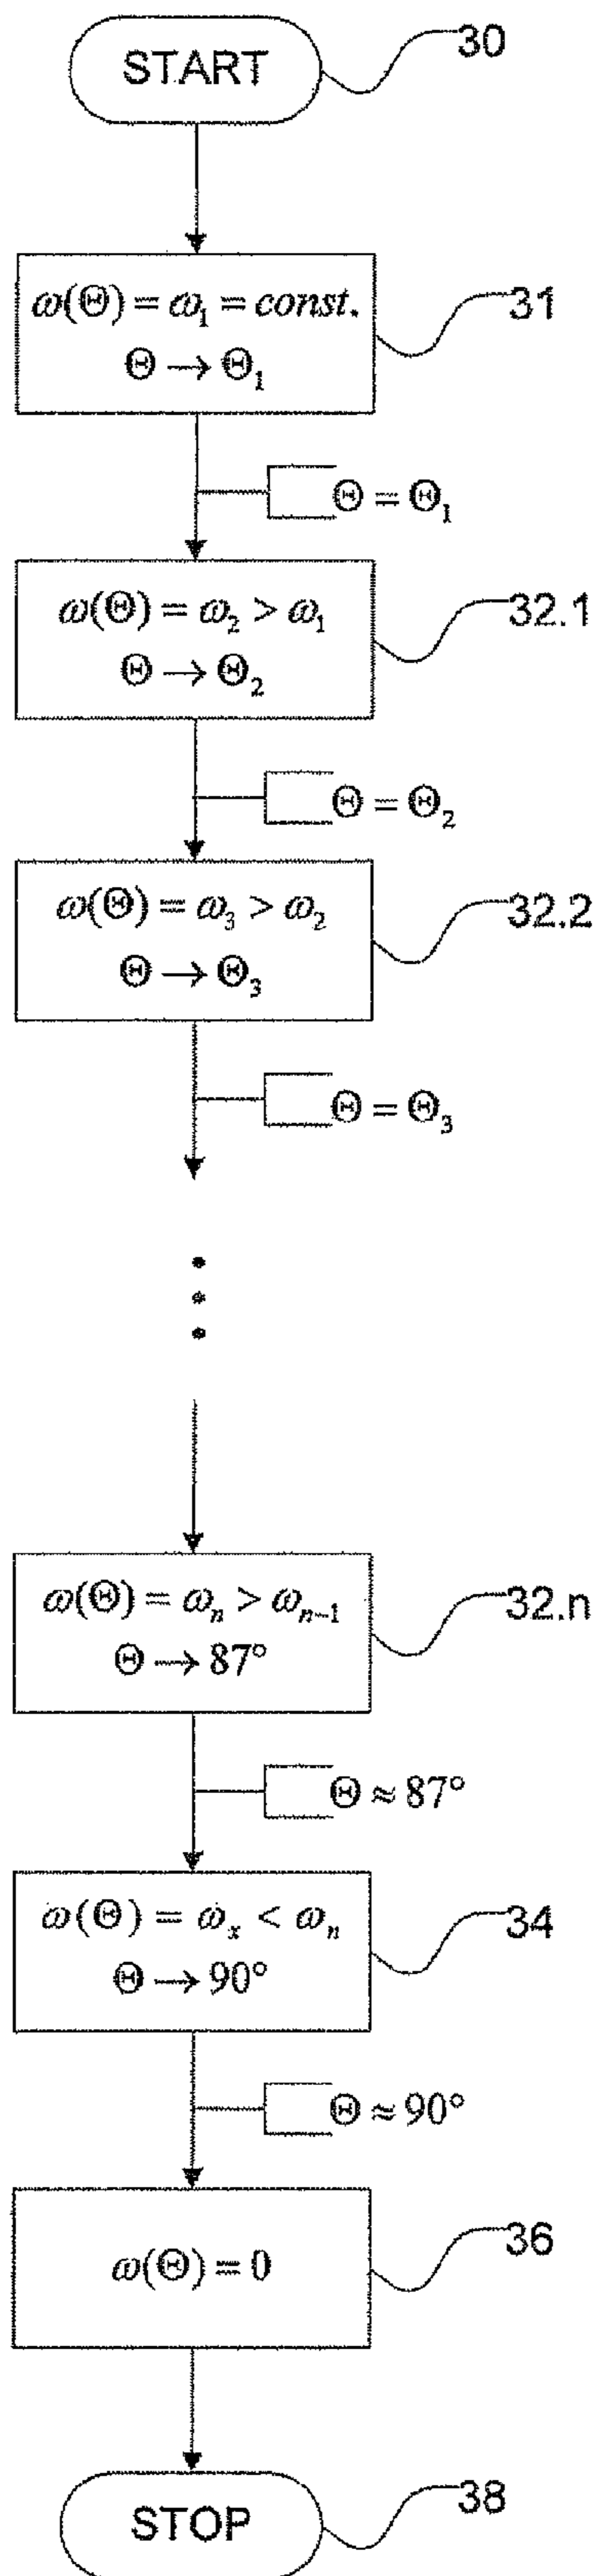 START
30
ω(Θ) = ω₁ = const.
Θ → Θ₁
31
Θ = Θ₁
ω(Θ) = ω₂ > ω₁
Θ → Θ₂
32.1
Θ = Θ₂
ω(Θ) = ω₃ > ω₂
Θ → Θ₃
32.2
Θ = Θ₃
ω(Θ) = ωₙ > ωₙ₋₁
Θ → 87°
32.n
Θ ≈ 87°
ω(Θ) = ωₓ < ωₙ
Θ → 90°
34
Θ ≈ 90°
ω(Θ) = 0
36
STOP
38